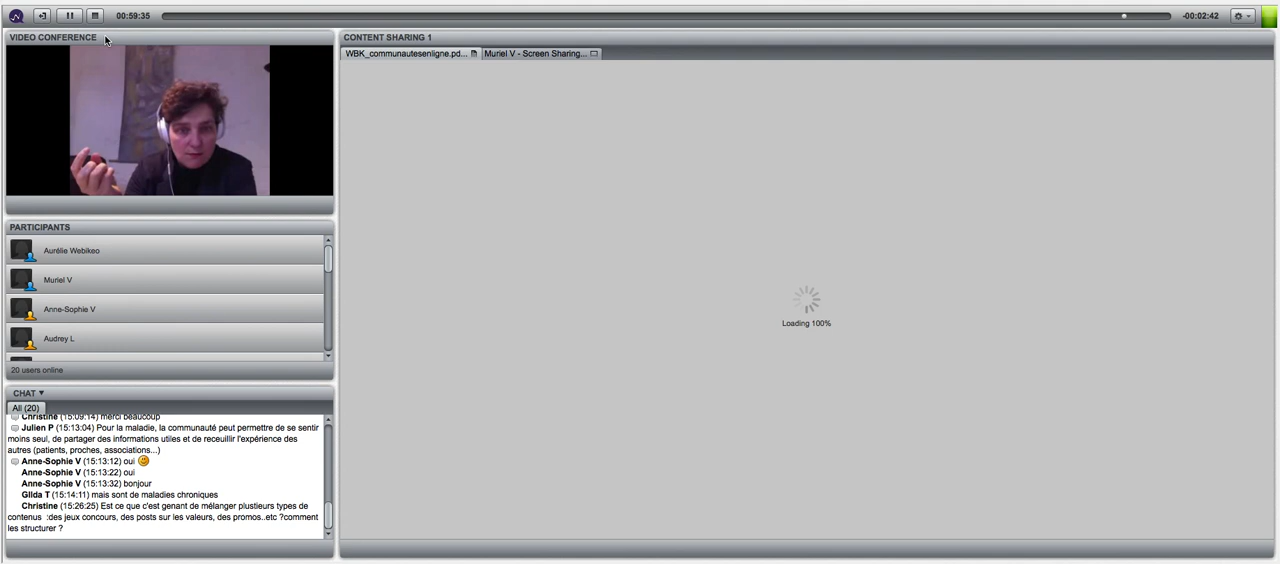 00:59:35
-00:02:42
VIDEO CONFERENCE
CONTENT SHARING 1
WBK_communautesenligne.pd...
Muriel V - Screen Sharing...
Loading 100%
PARTICIPANTS
Aurélie Webikeo
Muriel V
Anne-Sophie V
Audrey L
20 users online
CHAT
All (20)
Christine (15:09:14) merci beaucoup
Julien P (15:13:04) Pour la maladie, la communauté peut permettre de se sentir
moins seul, de partager des informations utiles et de receuillir l'expérience des
autres (patients, proches, associations...)
Anne-Sophie V (15:13:12) oui
Anne-Sophie V (15:13:22) oui
Anne-Sophie V (15:13:32) bonjour
Gilda T (15:14:11) mais sont de maladies chroniques
Christine (15:26:25) Est ce que c'est genant de mélanger plustieurs types de
contenus :des jeux concours, des posts sur les valeurs, des promos..etc ?comment
les structurer ?